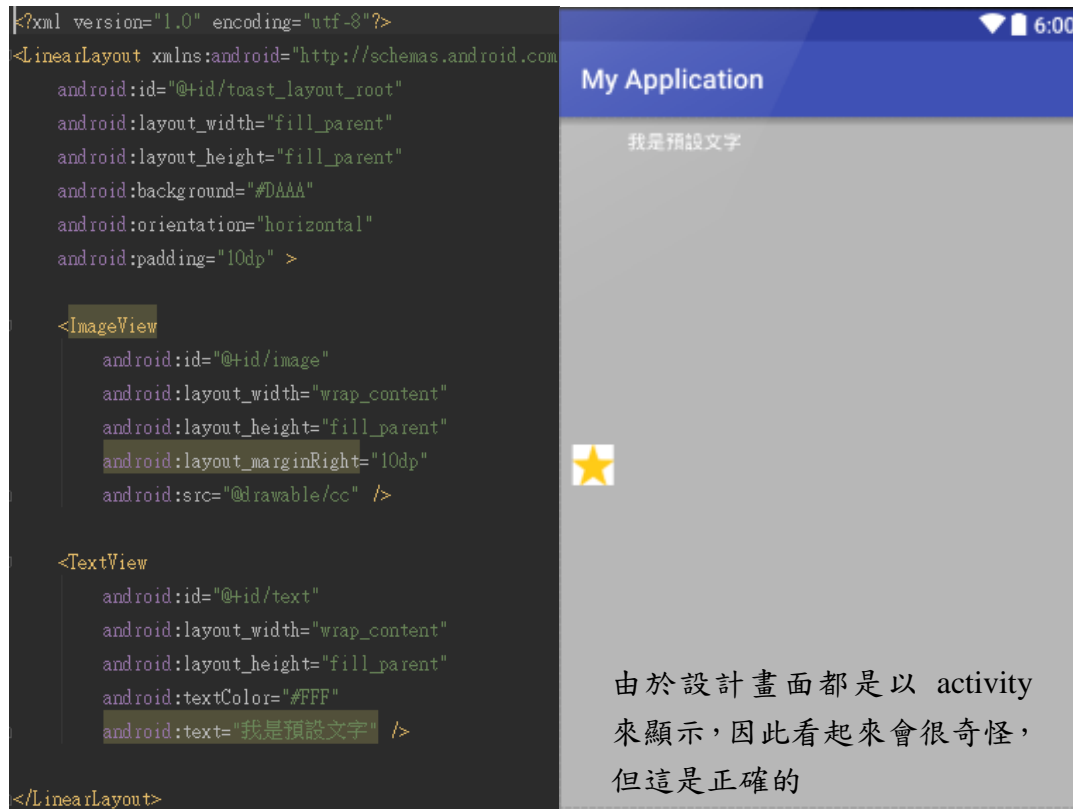 <?xml version="1.0" encoding="utf-8"?>
<LinearLayout xmlns:android="http://schemas.android.com
android:id="@+id/toast_layout_root"
android:layout_width="fill_parent"
android:layout_height="fill_parent"
android:background="#DAAA"
android:orientation="horizontal"
android:padding="10dp" >
<ImageView
android:id="@+id/image"
android:layout_width="wrap_content"
android:layout_height="fill_parent"
android:layout_marginRight="10dp"
android:src="@drawable/cc" />
<TextView
android:id="@+id/text"
android:layout_width="wrap_content"
android:layout_height="fill_parent"
android:textColor="#FFF"
android:text="我是預設文字" />
</LinearLayout>
6:00
My Application
我是預設文字
由於設計畫面都是以 activity
來顯示，因此看起來會很奇怪，
但這是正確的